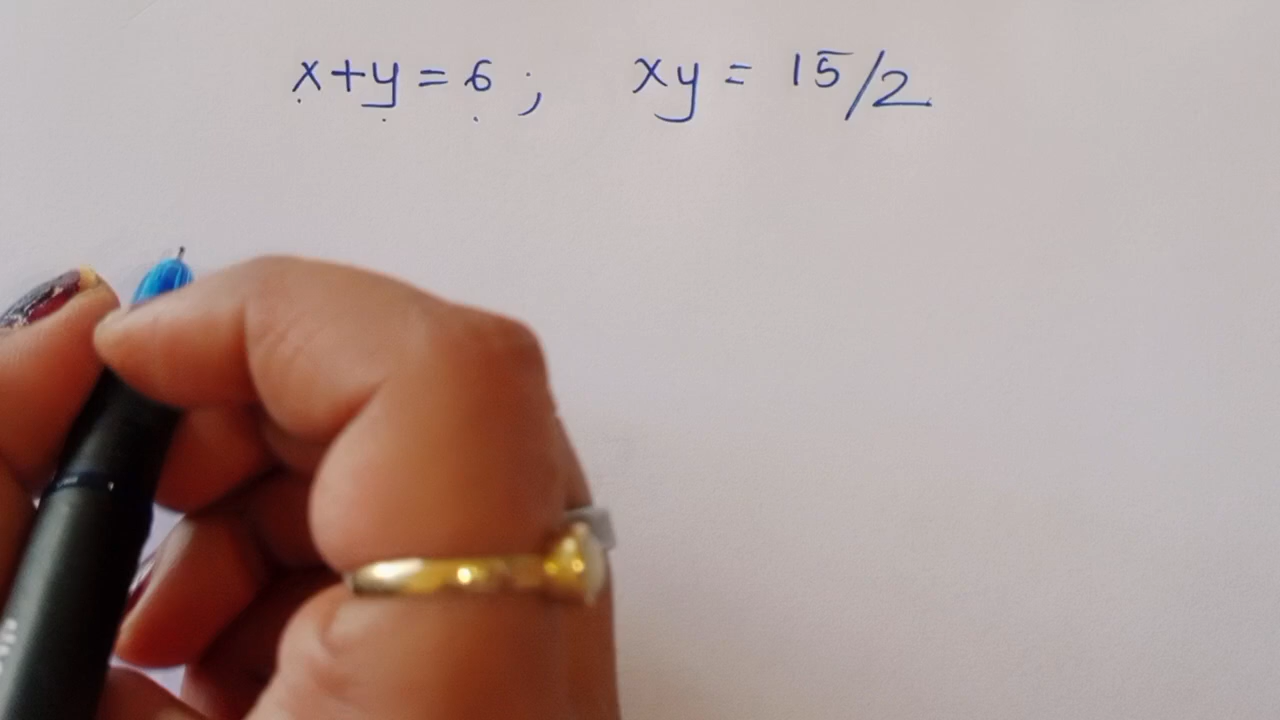 x+y=6 ; xy = 15/2